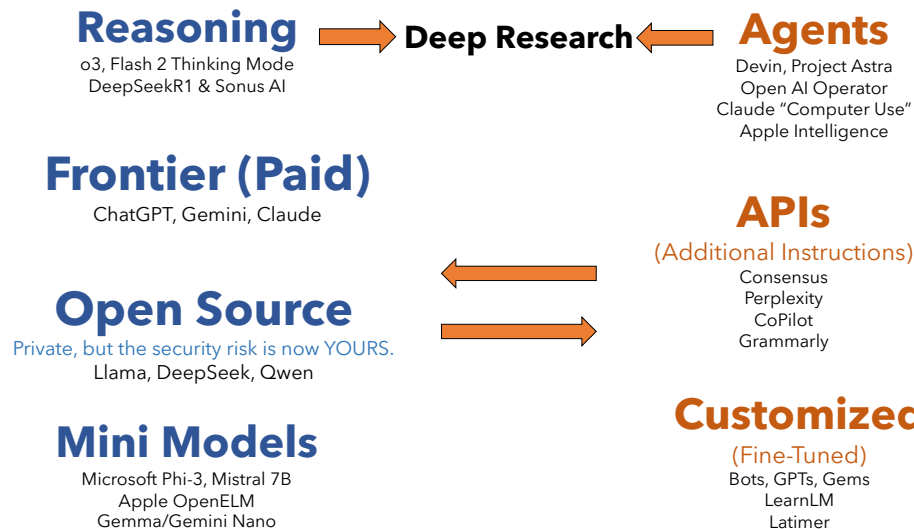 Reasoning
o3, Flash 2 Thinking Mode
DeepSeekR1 & Sonus AI
Deep Research
Agents
Devin, Project Astra
Open AI Operator
Claude “Computer Use”
Apple Intelligence
Frontier (Paid)
ChatGPT, Gemini, Claude
APIs
(Additional Instructions)
Consensus
Perplexity
CoPilot
Grammarly
Open Source
Private, but the security risk is now YOURS.
Llama, DeepSeek, Qwen
Mini Models
Microsoft Phi-3, Mistral 7B
Apple OpenELM
Gemma/Gemini Nano
Customized
(Fine-Tuned)
Bots, GPTs, Gems
LearnLM
Latimer